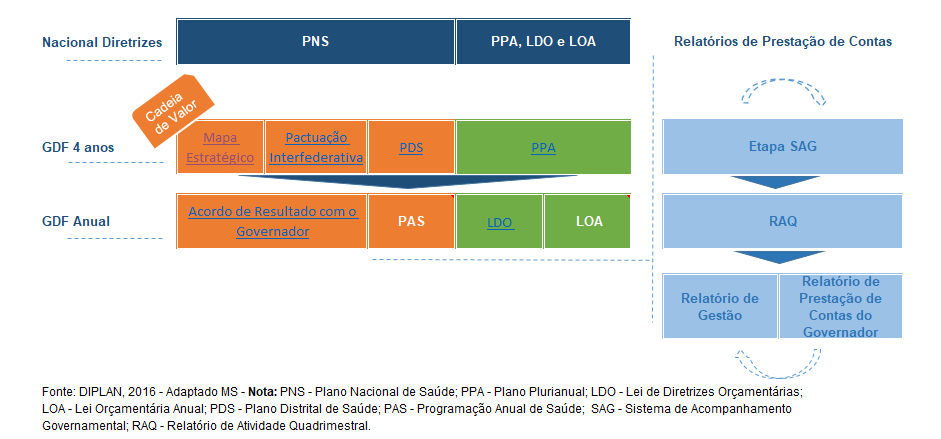 Nacional Diretrizes
PNS
PPA, LDO e LOA
Relatórios de Prestação de Contas
Cadeia
de Valor
GDF 4 anos
Mapa
Estratégico
Pactuação
Interfederativa
PDS
PPA
Etapa SAG
GDF Anual
Acordo de Resultado com o
Governador
PAS
LDO
LOA
RAQ
Relatório de
Gestão
Relatório de
Prestação de
Contas do
Governador
Fonte: DIPLAN, 2016 - Adaptado MS - Nota: PNS - Plano Nacional de Saúde; PPA - Plano Plurianual; LDO - Lei de Diretrizes Orçamentárias;
LOA - Lei Orçamentária Anual; PDS - Plano Distrital de Saúde; PAS - Programação Anual de Saúde; SAG - Sistema de Acompanhamento
Governamental; RAQ - Relatório de Atividade Quadrimestral.